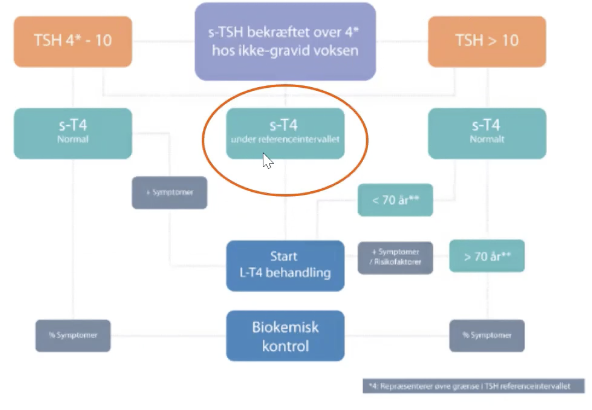 TSH 4* - 10
s-TSH bekræftet over 4*
hos ikke-gravid voksen
TSH > 10
s-T4
Normal
s-T4
under referenceintervallet
s-T4
Normalt
+ Symptomer
< 70 år**
Start
L-T4 behandling
+ Symptomer
/ Risikofaktorer
> 70 år**
% Symptomer
Biokemisk
kontrol
% Symptomer
*4: Repræsenterer øvre grænse i TSH referenceintervallet